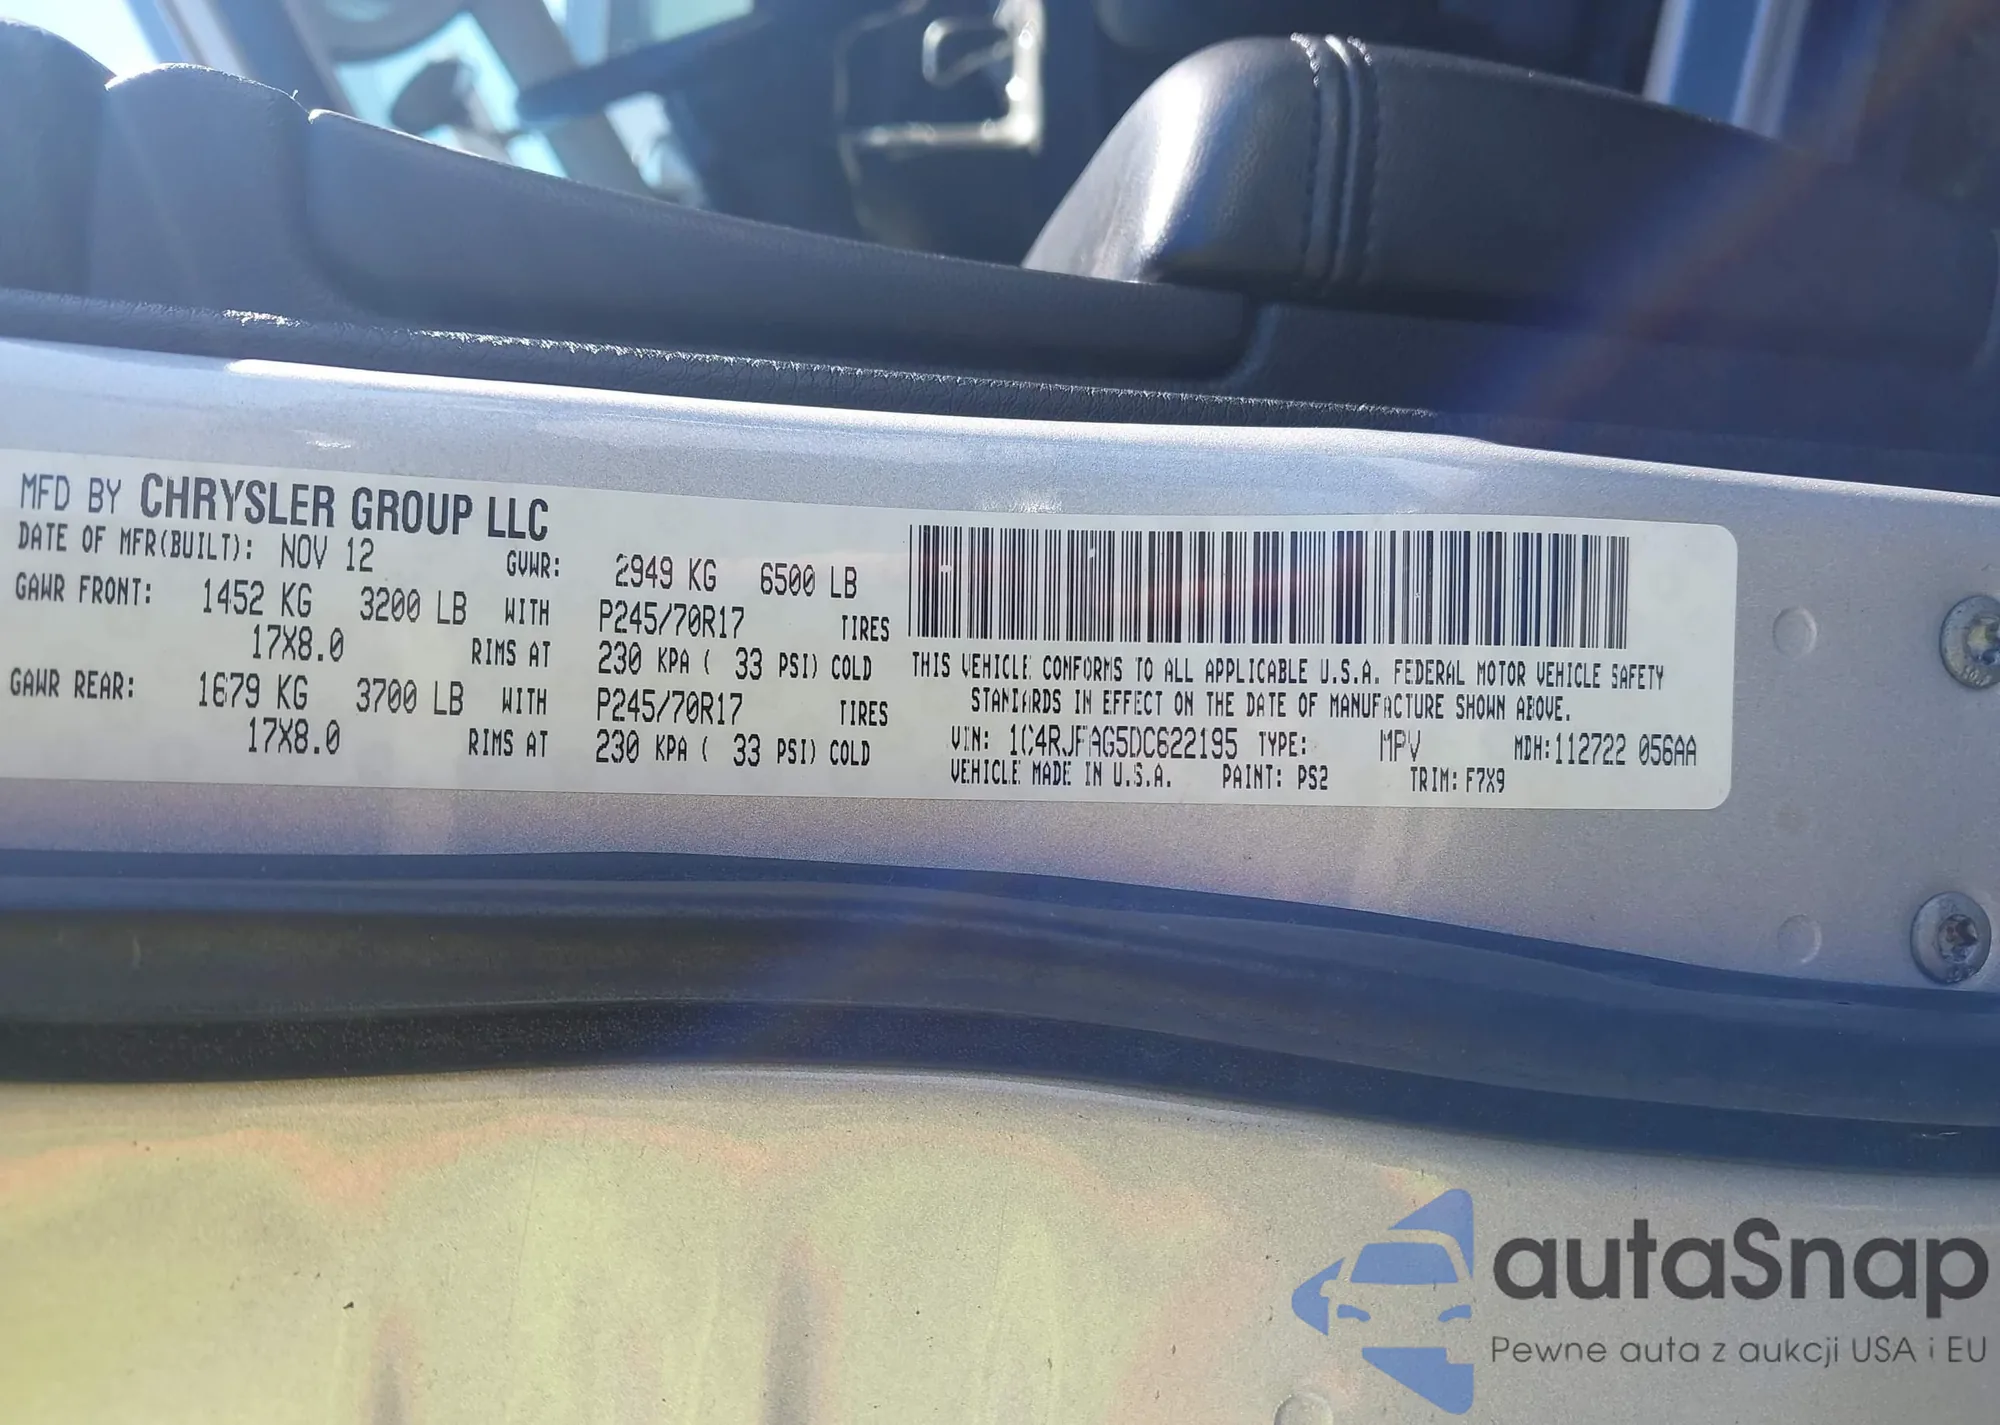 MFD BY CHRYSLER GROUP LLC
DATE OF MFR(BUILT): NOV 12 GVWR: 2949 KG 6500 LB
GAWR FRONT: 1452 KG 3200 LB WITH P245/70R17 TIRES
17X8.0 RIMS AT 230 KPA ( 33 PSI) COLD
GAWR REAR: 1679 KG 3700 LB WITH P245/70R17 TIRES
17X8.0 RIMS AT 230 KPA ( 33 PSI) COLD
THIS VEHICLE CONFORMS TO ALL APPLICABLE U.S.A. FEDERAL MOTOR VEHICLE SAFETY
STANDARDS IN EFFECT ON THE DATE OF MANUFACTURE SHOWN ABOVE.
VIN: 1C4RJFAG5DC622195 TYPE: MPV MDH:112722 056AA
VEHICLE MADE IN U.S.A. PAINT: PS2 TRIM: F7X9
autaSnap
Pewne auta z aukcji USA i EU